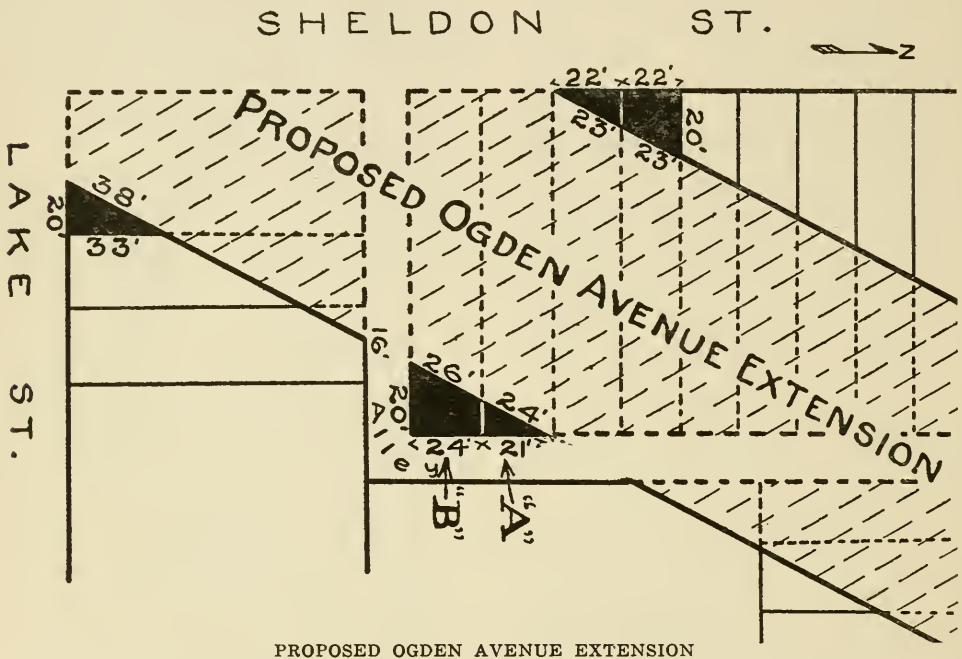 SHELDON ST.
N
22' 22'
23'
23'
20'
PROPOSED OGDEN AVENUE EXTENSION
LAKE ST.
38'
20'
33'
16'
26'
24'
20'
24' 21'
Alley
"B" "A"
PROPOSED OGDEN AVENUE EXTENSION